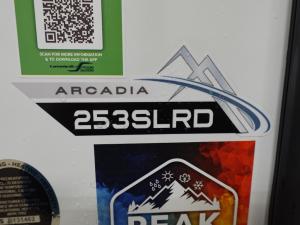 SCAN FOR MORE INFORMATION
& TO DOWNLOAD THE APP
ARCADIA
253SLRD
PEAK